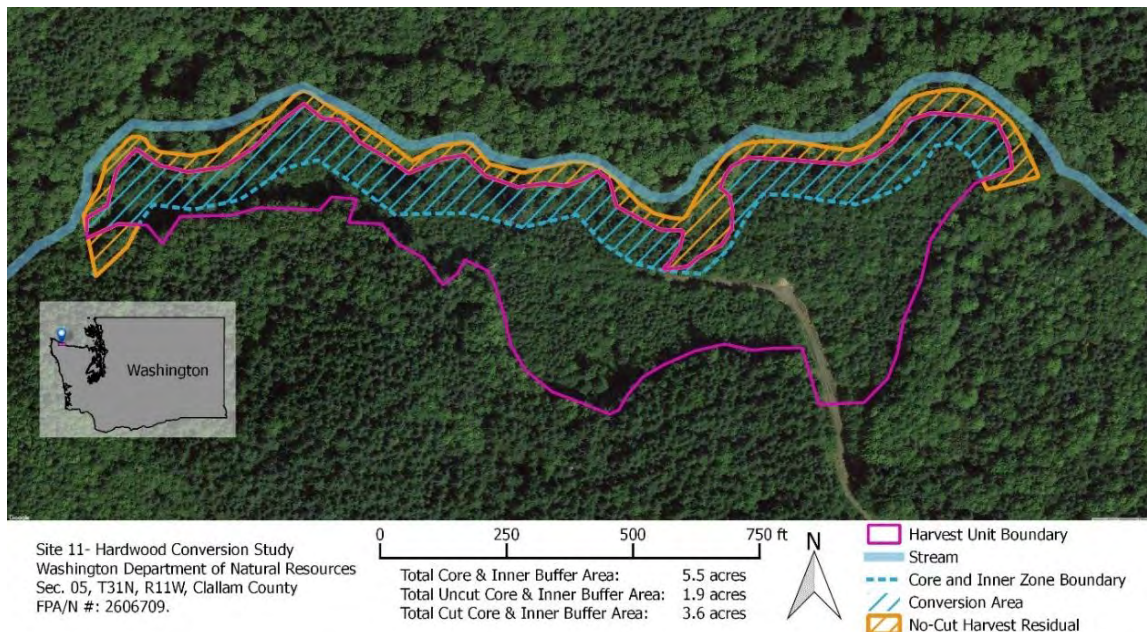 Washington
Site 11- Hardwood Conversion Study
Washington Department of Natural Resources
Sec. 05, T31N, R11W, Clallam County
FPA/N #: 2606709.
0 250 500 750 ft
Total Core & Inner Buffer Area: 5.5 acres
Total Uncut Core & Inner Buffer Area: 1.9 acres
Total Cut Core & Inner Buffer Area: 3.6 acres
N
Harvest Unit Boundary
Stream
Core and Inner Zone Boundary
Conversion Area
No-Cut Harvest Residual